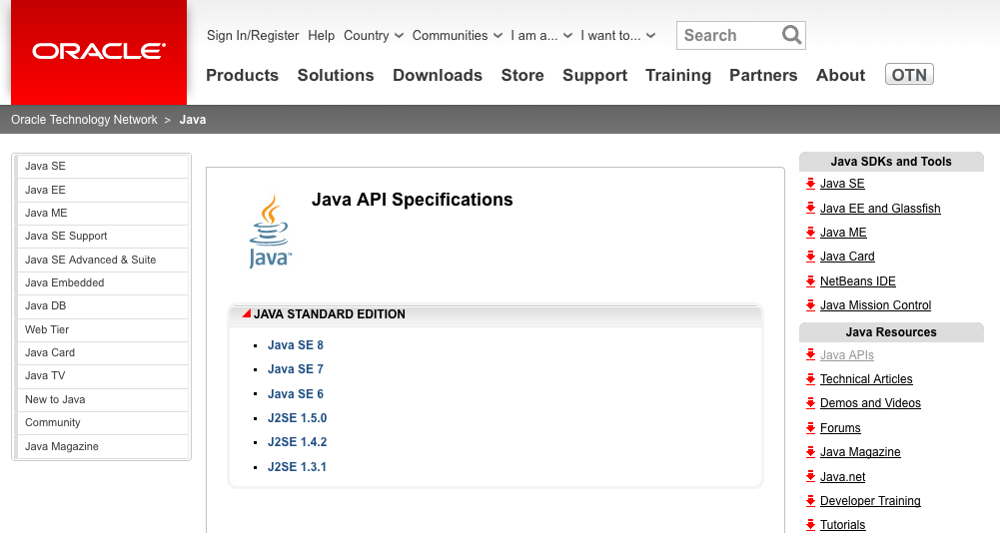 ORACLE®
Sign In/Register Help Country Communities I am a... I want to... Search
Products Solutions Downloads Store Support Training Partners About OTN
Oracle Technology Network > Java
Java SE
Java EE
Java ME
Java SE Support
Java SE Advanced & Suite
Java Embedded
Java DB
Web Tier
Java Card
Java TV
New to Java
Community
Java Magazine
Java™
Java API Specifications
JAVA STANDARD EDITION
Java SE 8
Java SE 7
Java SE 6
J2SE 1.5.0
J2SE 1.4.2
J2SE 1.3.1
Java SDKs and Tools
Java SE
Java EE and Glassfish
Java ME
Java Card
NetBeans IDE
Java Mission Control
Java Resources
Java APIs
Technical Articles
Demos and Videos
Forums
Java Magazine
Java.net
Developer Training
Tutorials